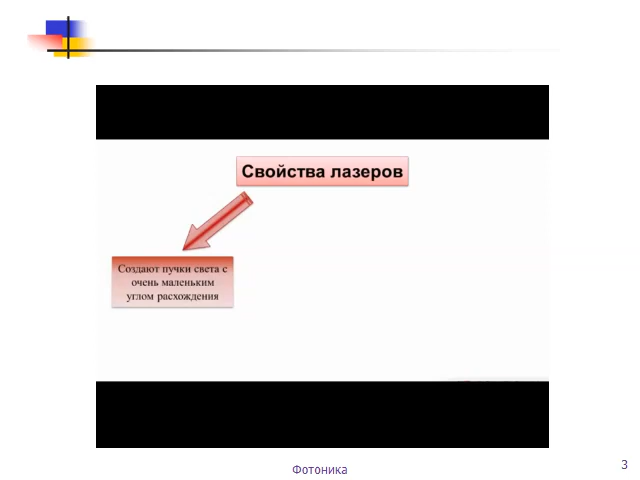 Свойства лазеров
Создают пучки света с
очень маленьким
углом расхождения
Фотоника
3